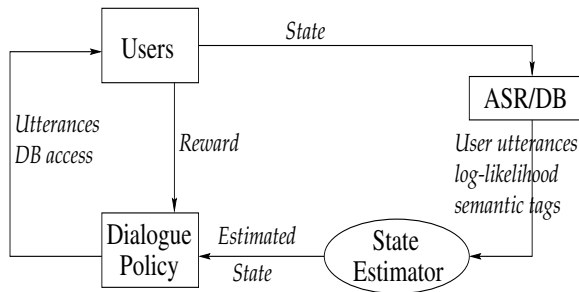 State
Users
ASR/DB
Utterances
DB access
Reward
User utterances
log-likelihood
semantic tags
Dialogue
Policy
Estimated
State
State
Estimator